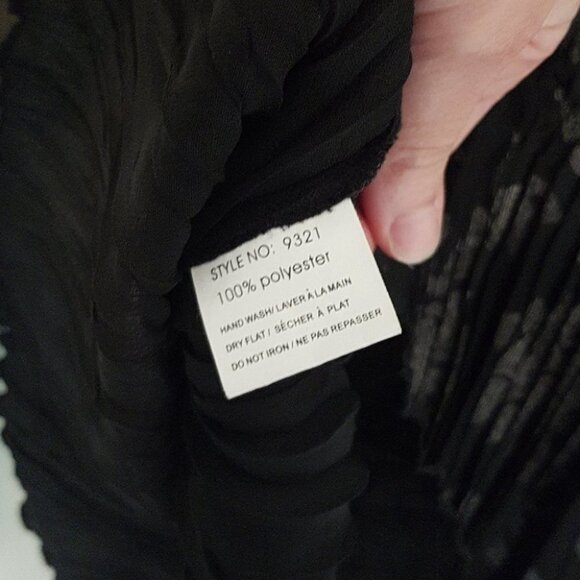 STYLE NO: 9321
100% polyester
HAND WASH/ LAVER À LA MAIN
DRY FLAT / SÈCHER À PLAT
DO NOT IRON / NE PAS REPASSER